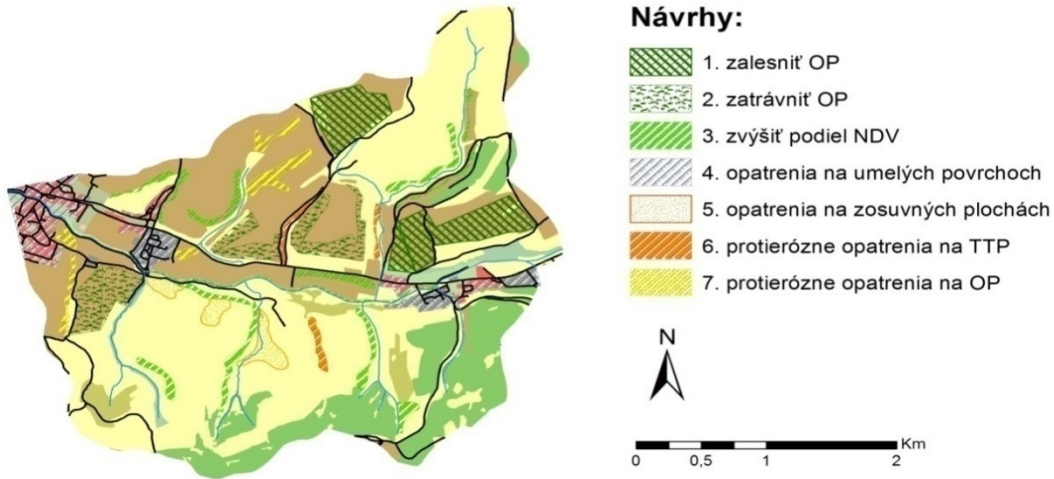 Návrhy:
1. zalesniť OP
2. zatrávniť OP
3. zvýšiť podiel NDV
4. opatrenia na umelých povrchoch
5. opatrenia na zosuvných plochách
6. protierózne opatrenia na TTP
7. protierózne opatrenia na OP
N
Km
0 0,5 1 2